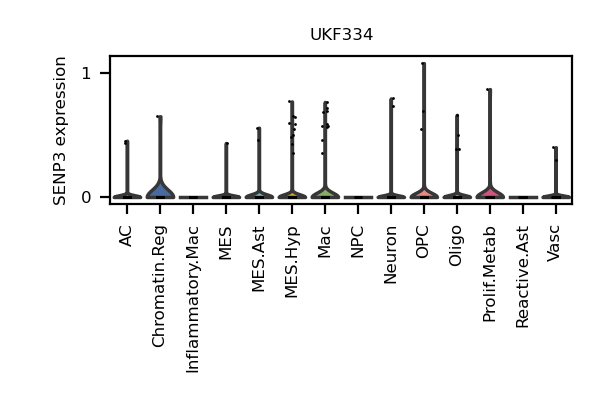 UKF334
SENP3 expression
1
0
AC
Chromatin.Reg
Inflammatory.Mac
MES
MES.Ast
MES.Hyp
Mac
NPC
Neuron
OPC
Oligo
Prolif.Metab
Reactive.Ast
Vasc